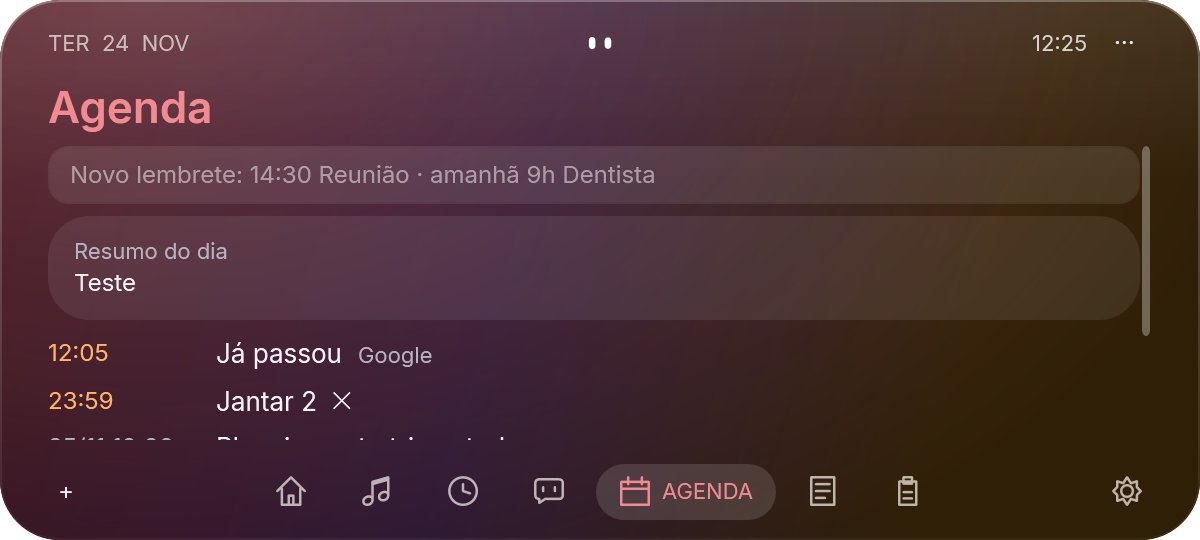 TER 24 NOV
12:25 ...
Agenda
Novo lembrete: 14:30 Reunião · amanhã 9h Dentista
Resumo do dia
Teste
12:05 Já passou Google
23:59 Jantar 2 ×
+ AGENDA